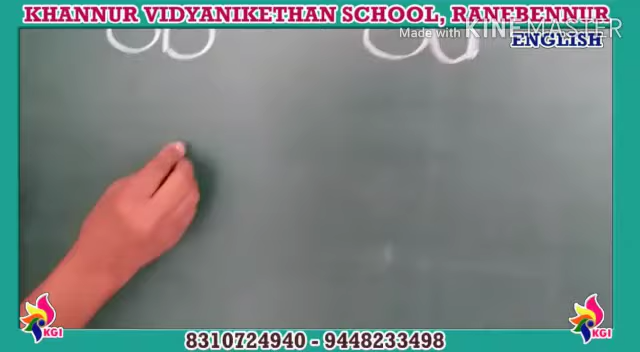 KHANNUR VIDYANIKETHAN SCHOOL, RANEBENNUR
Made with KINEMASTER
ENGLISH
KGI
KGI
8310724940 - 9448233498